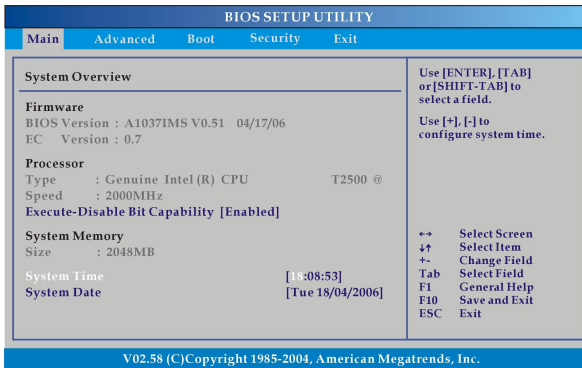 BIOS SETUP UTILITY
Main Advanced Boot Security Exit
System Overview
Firmware
BIOS Version : A1037IMS V0.51 04/17/06
EC Version : 0.7
Processor
Type : Genuine Intel (R) CPU T2500 @
Speed : 2000MHz
Execute-Disable Bit Capability [Enabled]
System Memory
Size : 2048MB
System Time [18:08:53]
System Date [Tue 18/04/2006]
Use [ENTER], [TAB]
or [SHIFT-TAB] to
select a field.
Use [+], [-] to
configure system time.
←→ Select Screen
↓↑ Select Item
+- Change Field
Tab Select Field
F1 General Help
F10 Save and Exit
ESC Exit
V02.58 (C)Copyright 1985-2004, American Megatrends, Inc.